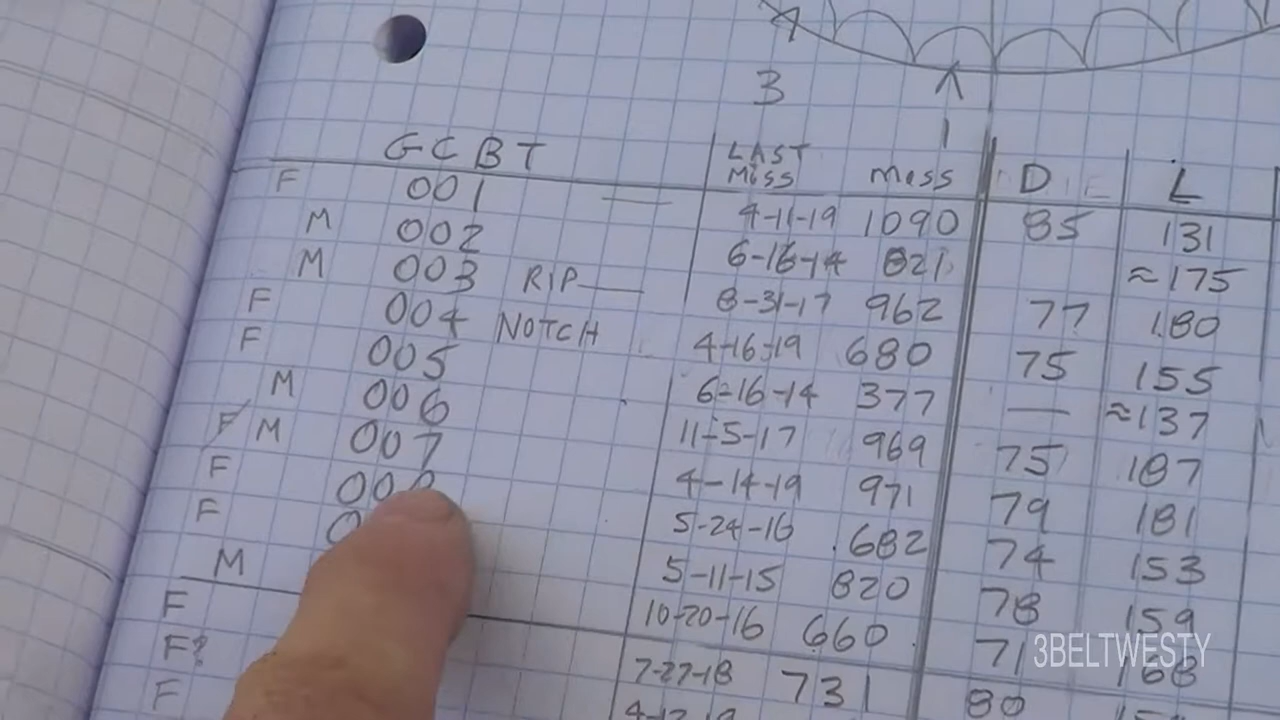 3
1
GCBT LAST MISS mass D L
F 001 — 4-11-19 1090 85 131
M 002 6-16-14 821 ≈175
M 003 RIP — 8-31-17 962 77 180
F 004 NOTCH 4-16-19 680 75 155
F 005 6-16-14 377 — ≈137
M 006 11-5-17 969 75 187
F M 007 4-14-19 971 79 181
F 008 5-24-16 682 74 153
F 5-11-15 820 78 159
M 10-20-16 660 71 168
F 7-27-18 731 80
F?
F
3BELTWESTY